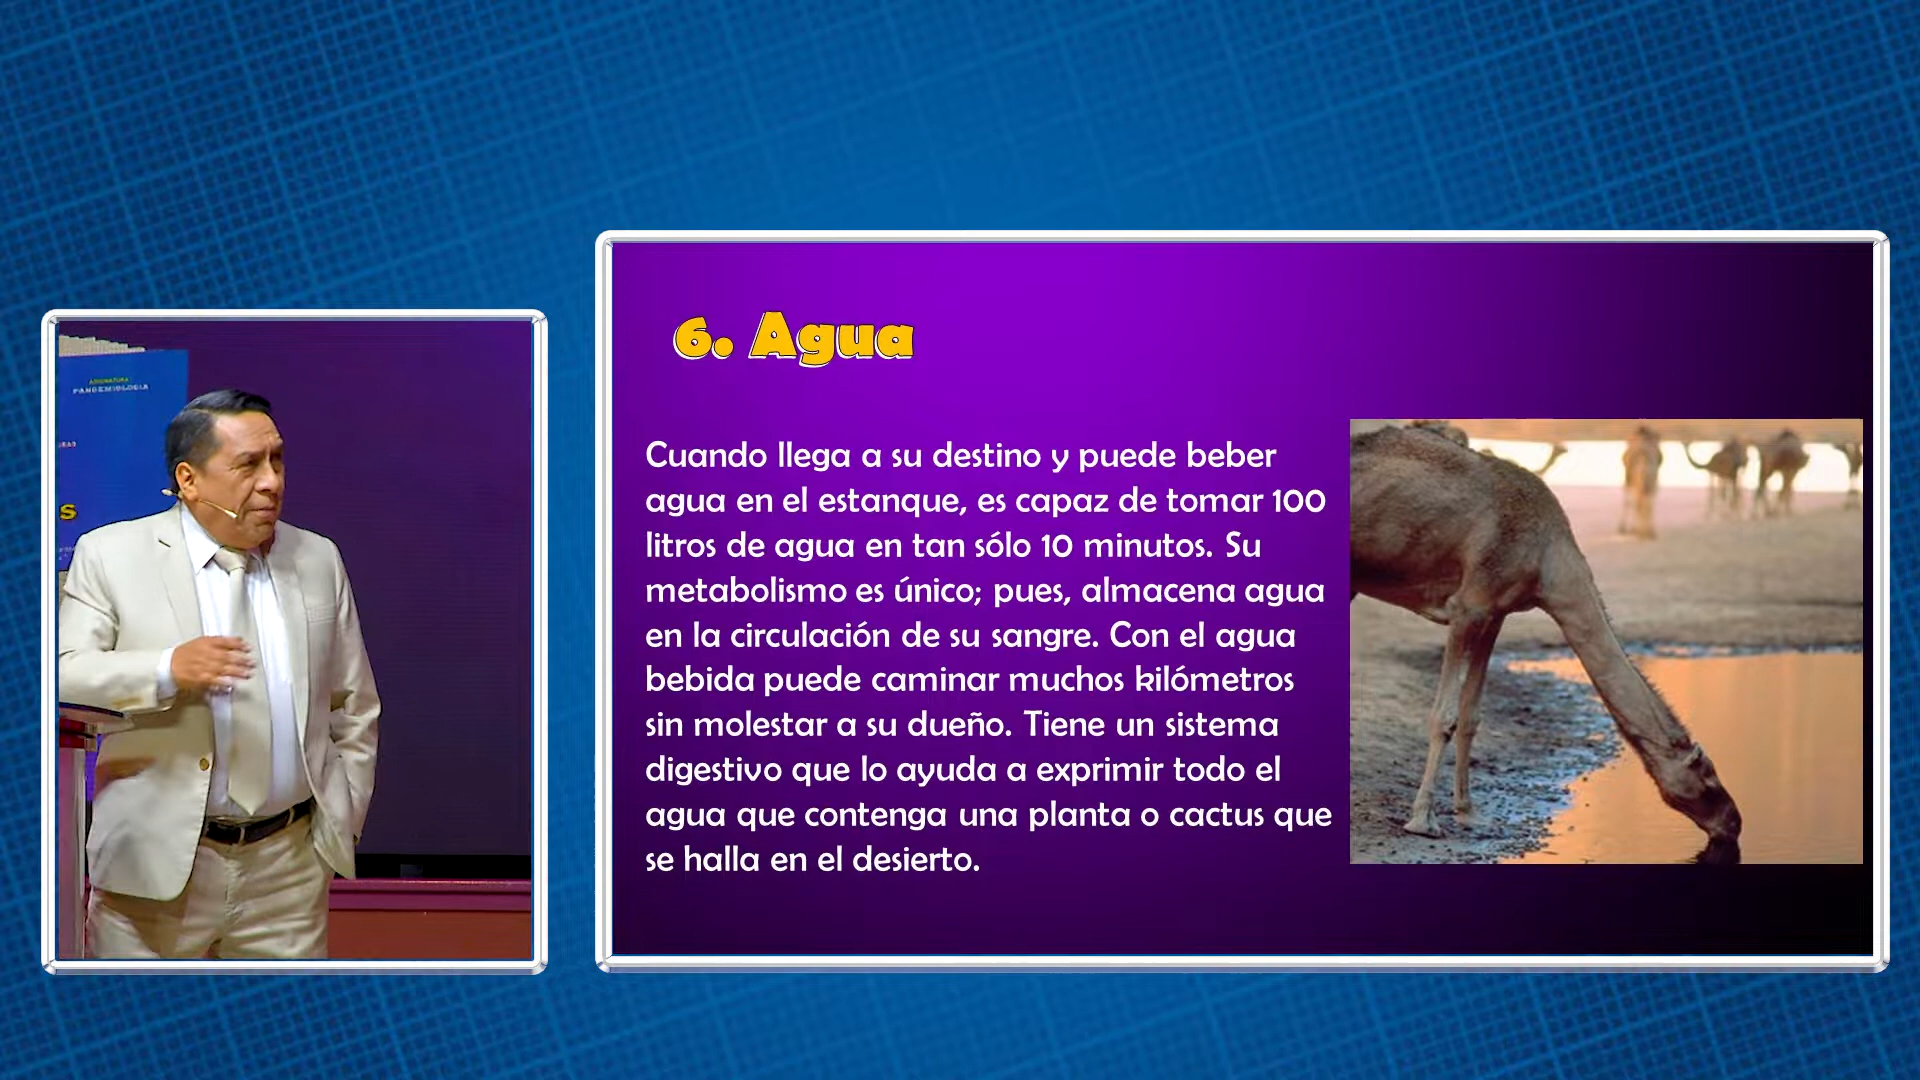 ASIGNATURA:
PANDEMIOLOGIA
S
6. Agua
Cuando llega a su destino y puede beber
agua en el estanque, es capaz de tomar 100
litros de agua en tan sólo 10 minutos. Su
metabolismo es único; pues, almacena agua
en la circulación de su sangre. Con el agua
bebida puede caminar muchos kilómetros
sin molestar a su dueño. Tiene un sistema
digestivo que lo ayuda a exprimir todo el
agua que contenga una planta o cactus que
se halla en el desierto.